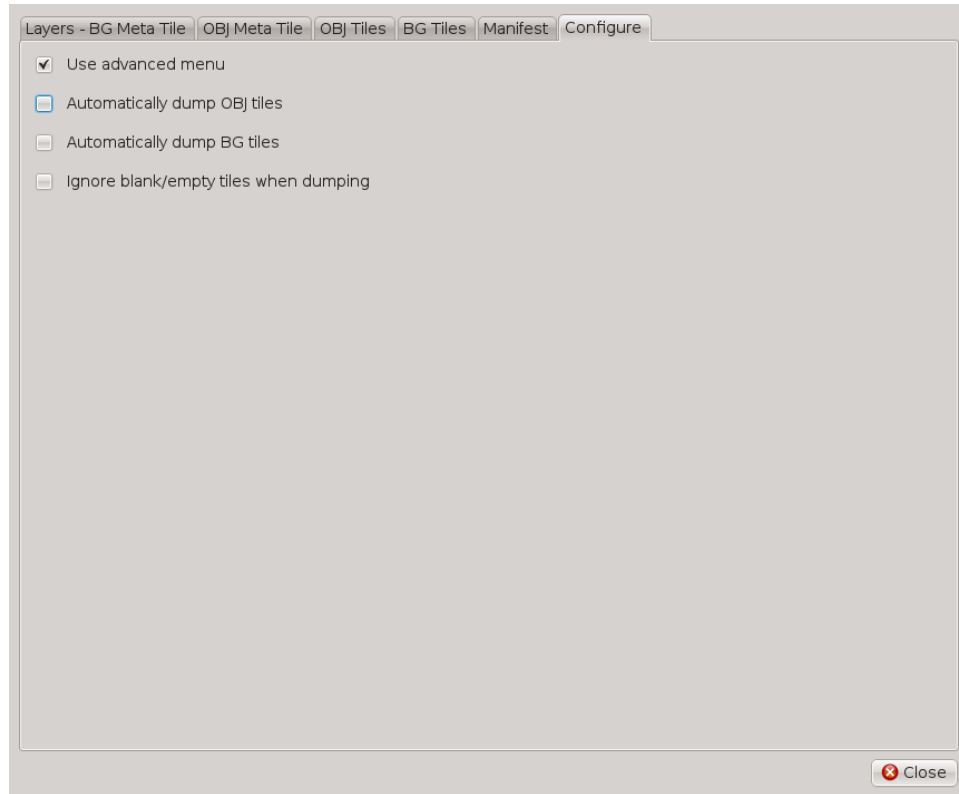 Layers - BG Meta Tile OBJ Meta Tile OBJ Tiles BG Tiles Manifest Configure
Use advanced menu
Automatically dump OBJ tiles
Automatically dump BG tiles
Ignore blank/empty tiles when dumping
Close